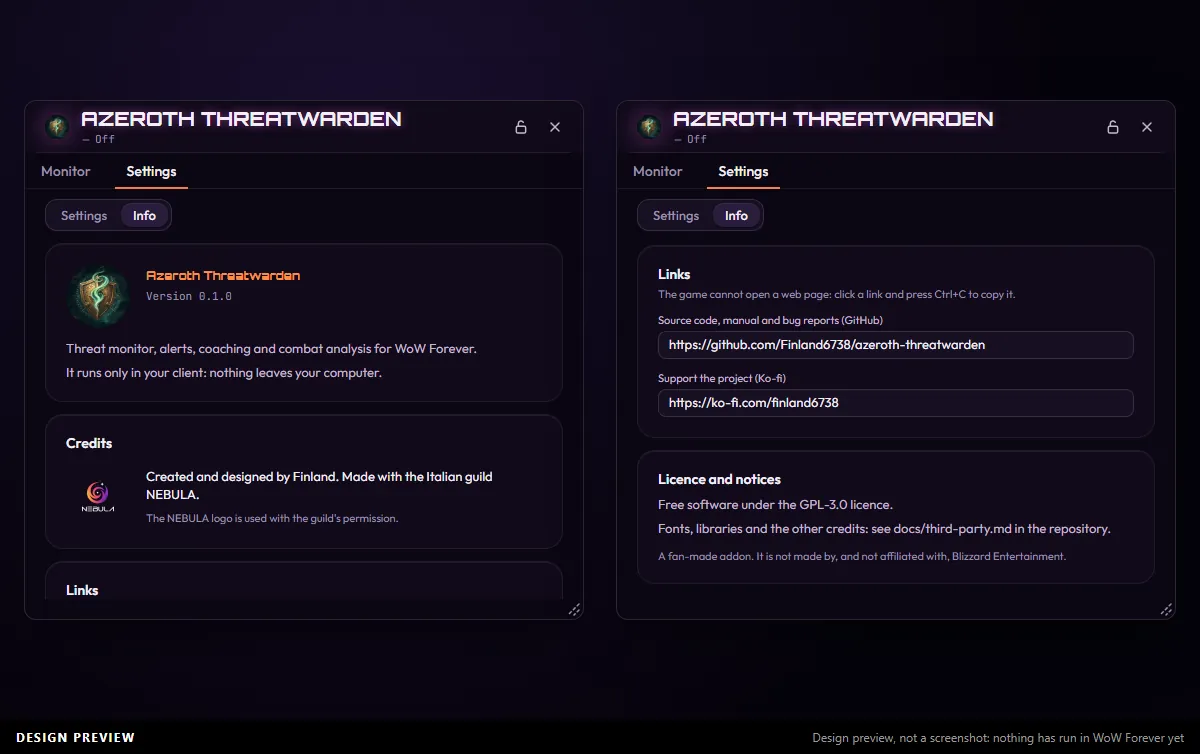 AZEROTH THREATWARDEN
— Off
Monitor
Settings
Settings
Info
Azeroth Threatwarden
Version 0.1.0
Threat monitor, alerts, coaching and combat analysis for WoW Forever.
It runs only in your client: nothing leaves your computer.
Credits
NEBULA
Created and designed by Finland. Made with the Italian guild
NEBULA.
The NEBULA logo is used with the guild's permission.
Links
AZEROTH THREATWARDEN
— Off
Monitor
Settings
Settings
Info
Links
The game cannot open a web page: click a link and press Ctrl+C to copy it.
Source code, manual and bug reports (GitHub)
https://github.com/Finland6738/azeroth-threatwarden
Support the project (Ko-fi)
https://ko-fi.com/finland6738
Licence and notices
Free software under the GPL-3.0 licence.
Fonts, libraries and the other credits: see docs/third-party.md in the repository.
A fan-made addon. It is not made by, and not affiliated with, Blizzard Entertainment.
DESIGN PREVIEW
Design preview, not a screenshot: nothing has run in WoW Forever yet